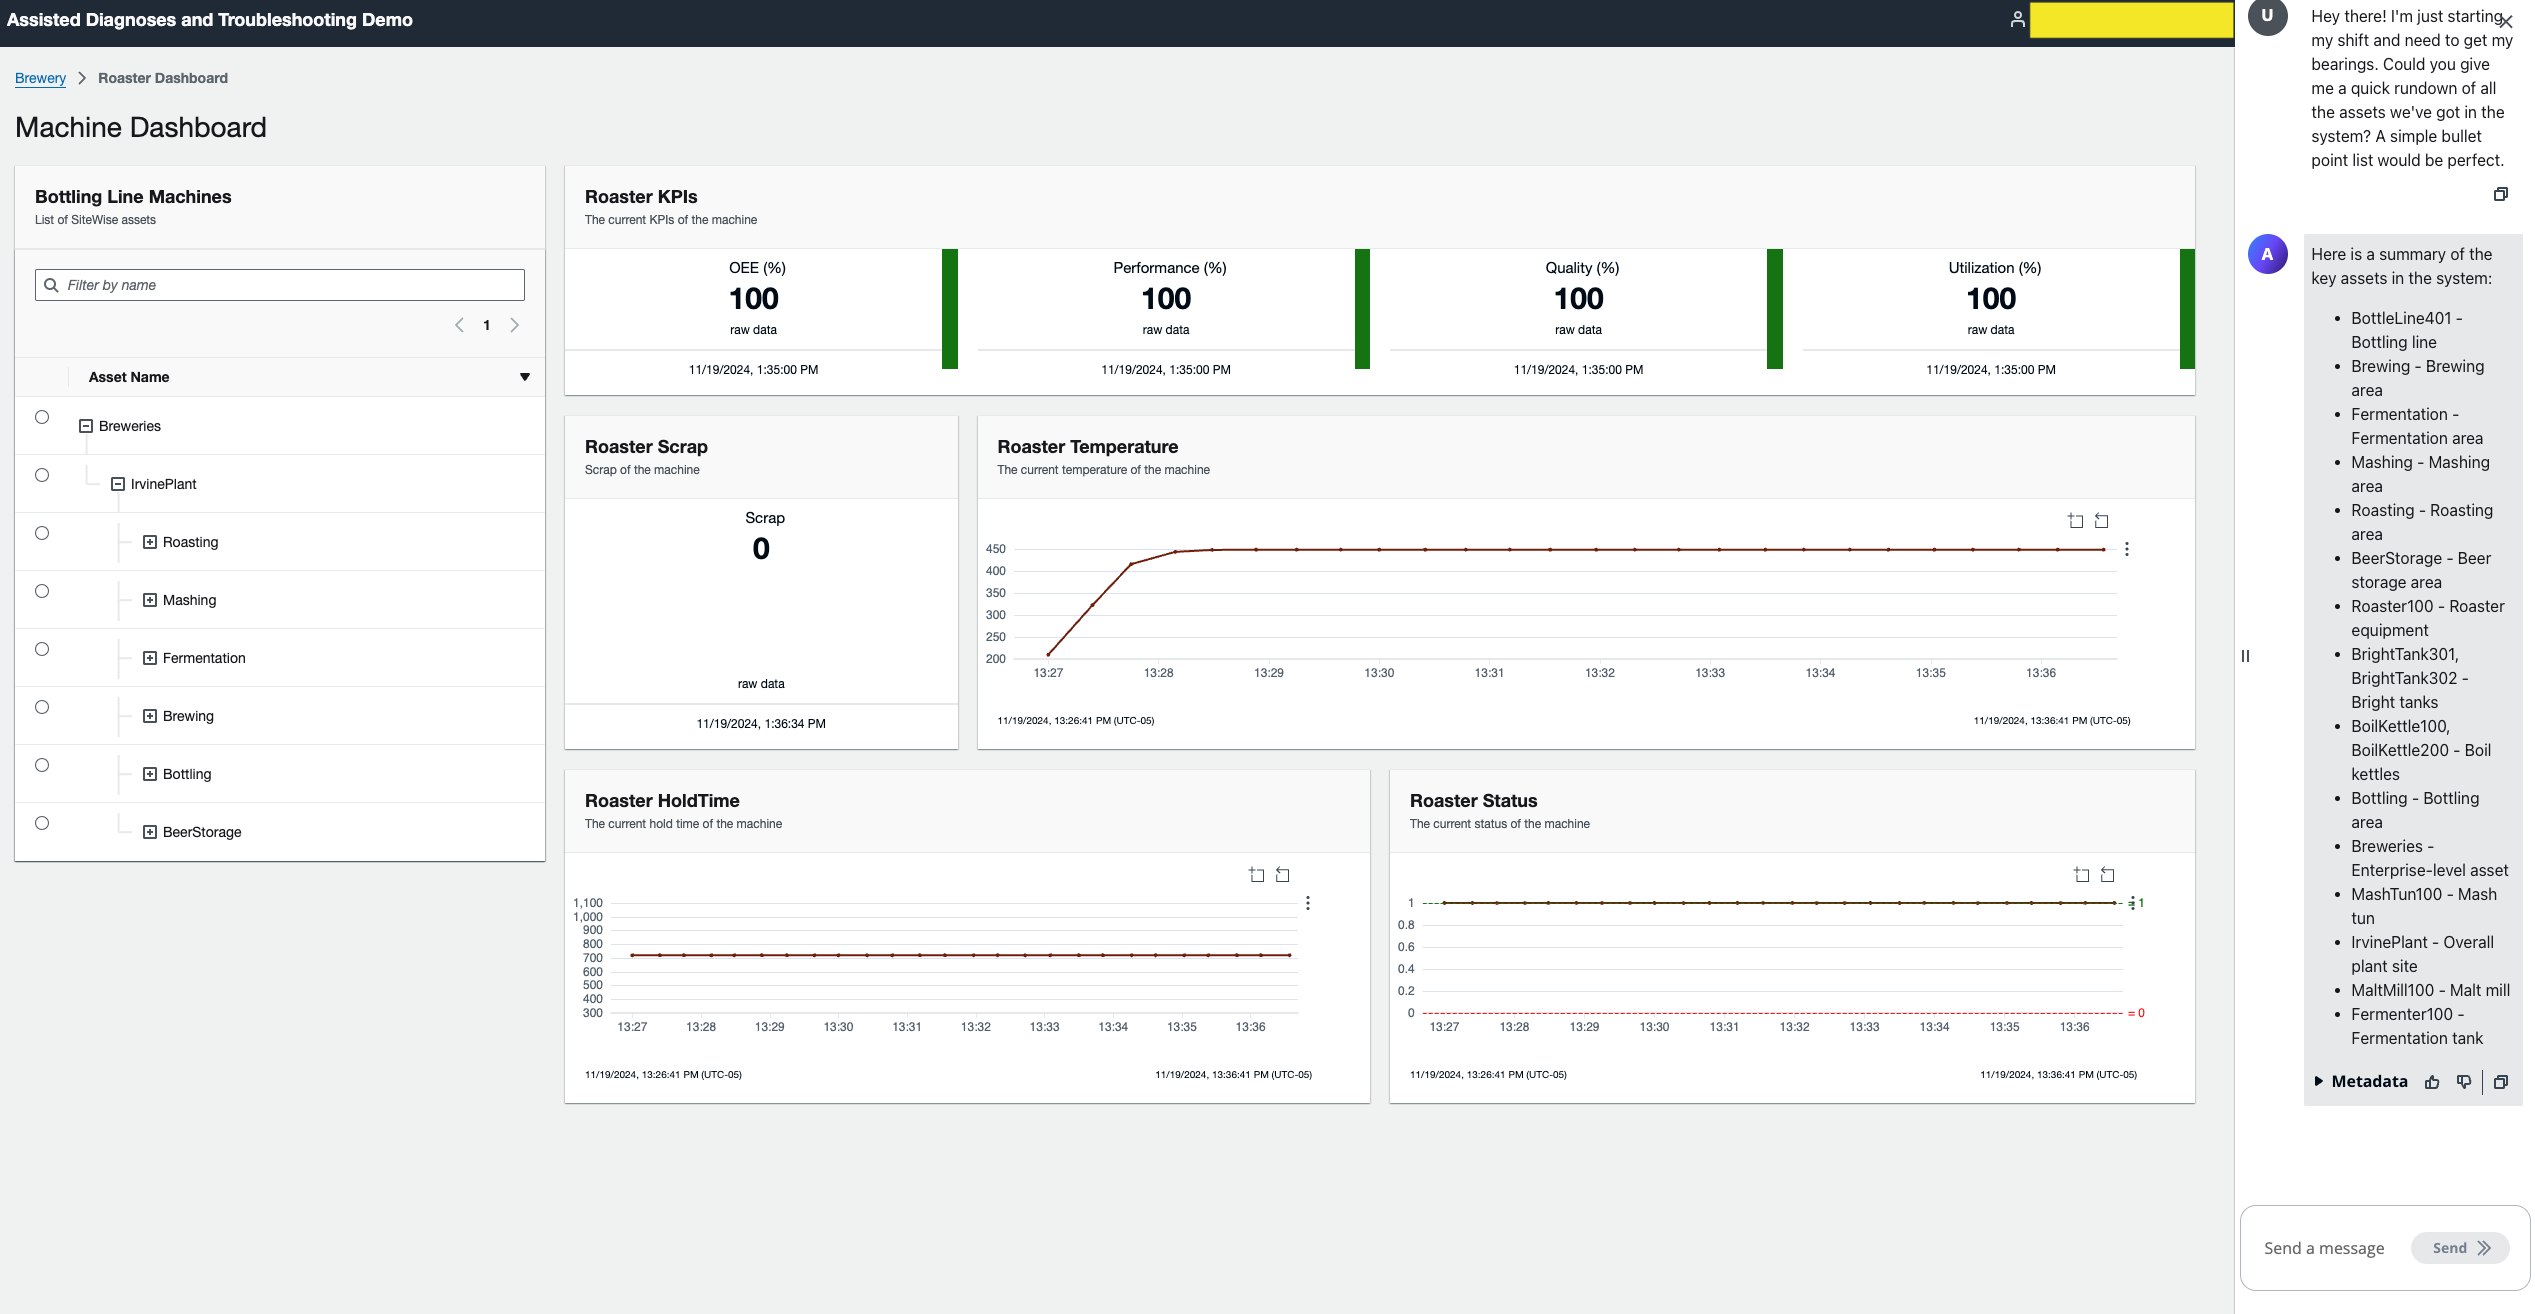 Assisted Diagnoses and Troubleshooting Demo
Brewery > Roaster Dashboard
Machine Dashboard
Bottling Line Machines
List of SiteWise assets
Filter by name
1
Asset Name
Breweries
IrvinePlant
Roasting
Mashing
Fermentation
Brewing
Bottling
BeerStorage
Roaster KPIs
The current KPIs of the machine
OEE (%)
100
raw data
11/19/2024, 1:35:00 PM
Performance (%)
100
raw data
11/19/2024, 1:35:00 PM
Quality (%)
100
raw data
11/19/2024, 1:35:00 PM
Utilization (%)
100
raw data
11/19/2024, 1:35:00 PM
Roaster Scrap
Scrap of the machine
Scrap
0
raw data
11/19/2024, 1:36:34 PM
Roaster Temperature
The current temperature of the machine
450
400
350
300
250
200
13:27 13:28 13:29 13:30 13:31 13:32 13:33 13:34 13:35 13:36
11/19/2024, 13:26:41 PM (UTC-05) 11/19/2024, 13:36:41 PM (UTC-05)
Roaster HoldTime
The current hold time of the machine
1,100
1,000
900
800
700
600
500
400
300
13:27 13:28 13:29 13:30 13:31 13:32 13:33 13:34 13:35 13:36
11/19/2024, 13:26:41 PM (UTC-05) 11/19/2024, 13:36:41 PM (UTC-05)
Roaster Status
The current status of the machine
1 = 1
0.8
0.6
0.4
0.2
0 = 0
13:27 13:28 13:29 13:30 13:31 13:32 13:33 13:34 13:35 13:36
11/19/2024, 13:26:41 PM (UTC-05) 11/19/2024, 13:36:41 PM (UTC-05)
U
Hey there! I'm just starting
my shift and need to get my
bearings. Could you give
me a quick rundown of all
the assets we've got in the
system? A simple bullet
point list would be perfect.
A
Here is a summary of the
key assets in the system:
• BottleLine401 -
Bottling line
• Brewing - Brewing
area
• Fermentation -
Fermentation area
• Mashing - Mashing
area
• Roasting - Roasting
area
• BeerStorage - Beer
storage area
• Roaster100 - Roaster
equipment
• BrightTank301,
BrightTank302 -
Bright tanks
• BoilKettle100,
BoilKettle200 - Boil
kettles
• Bottling - Bottling
area
• Breweries -
Enterprise-level asset
• MashTun100 - Mash
tun
• IrvinePlant - Overall
plant site
• MaltMill100 - Malt mill
• Fermenter100 -
Fermentation tank
Metadata
Send a message
Send